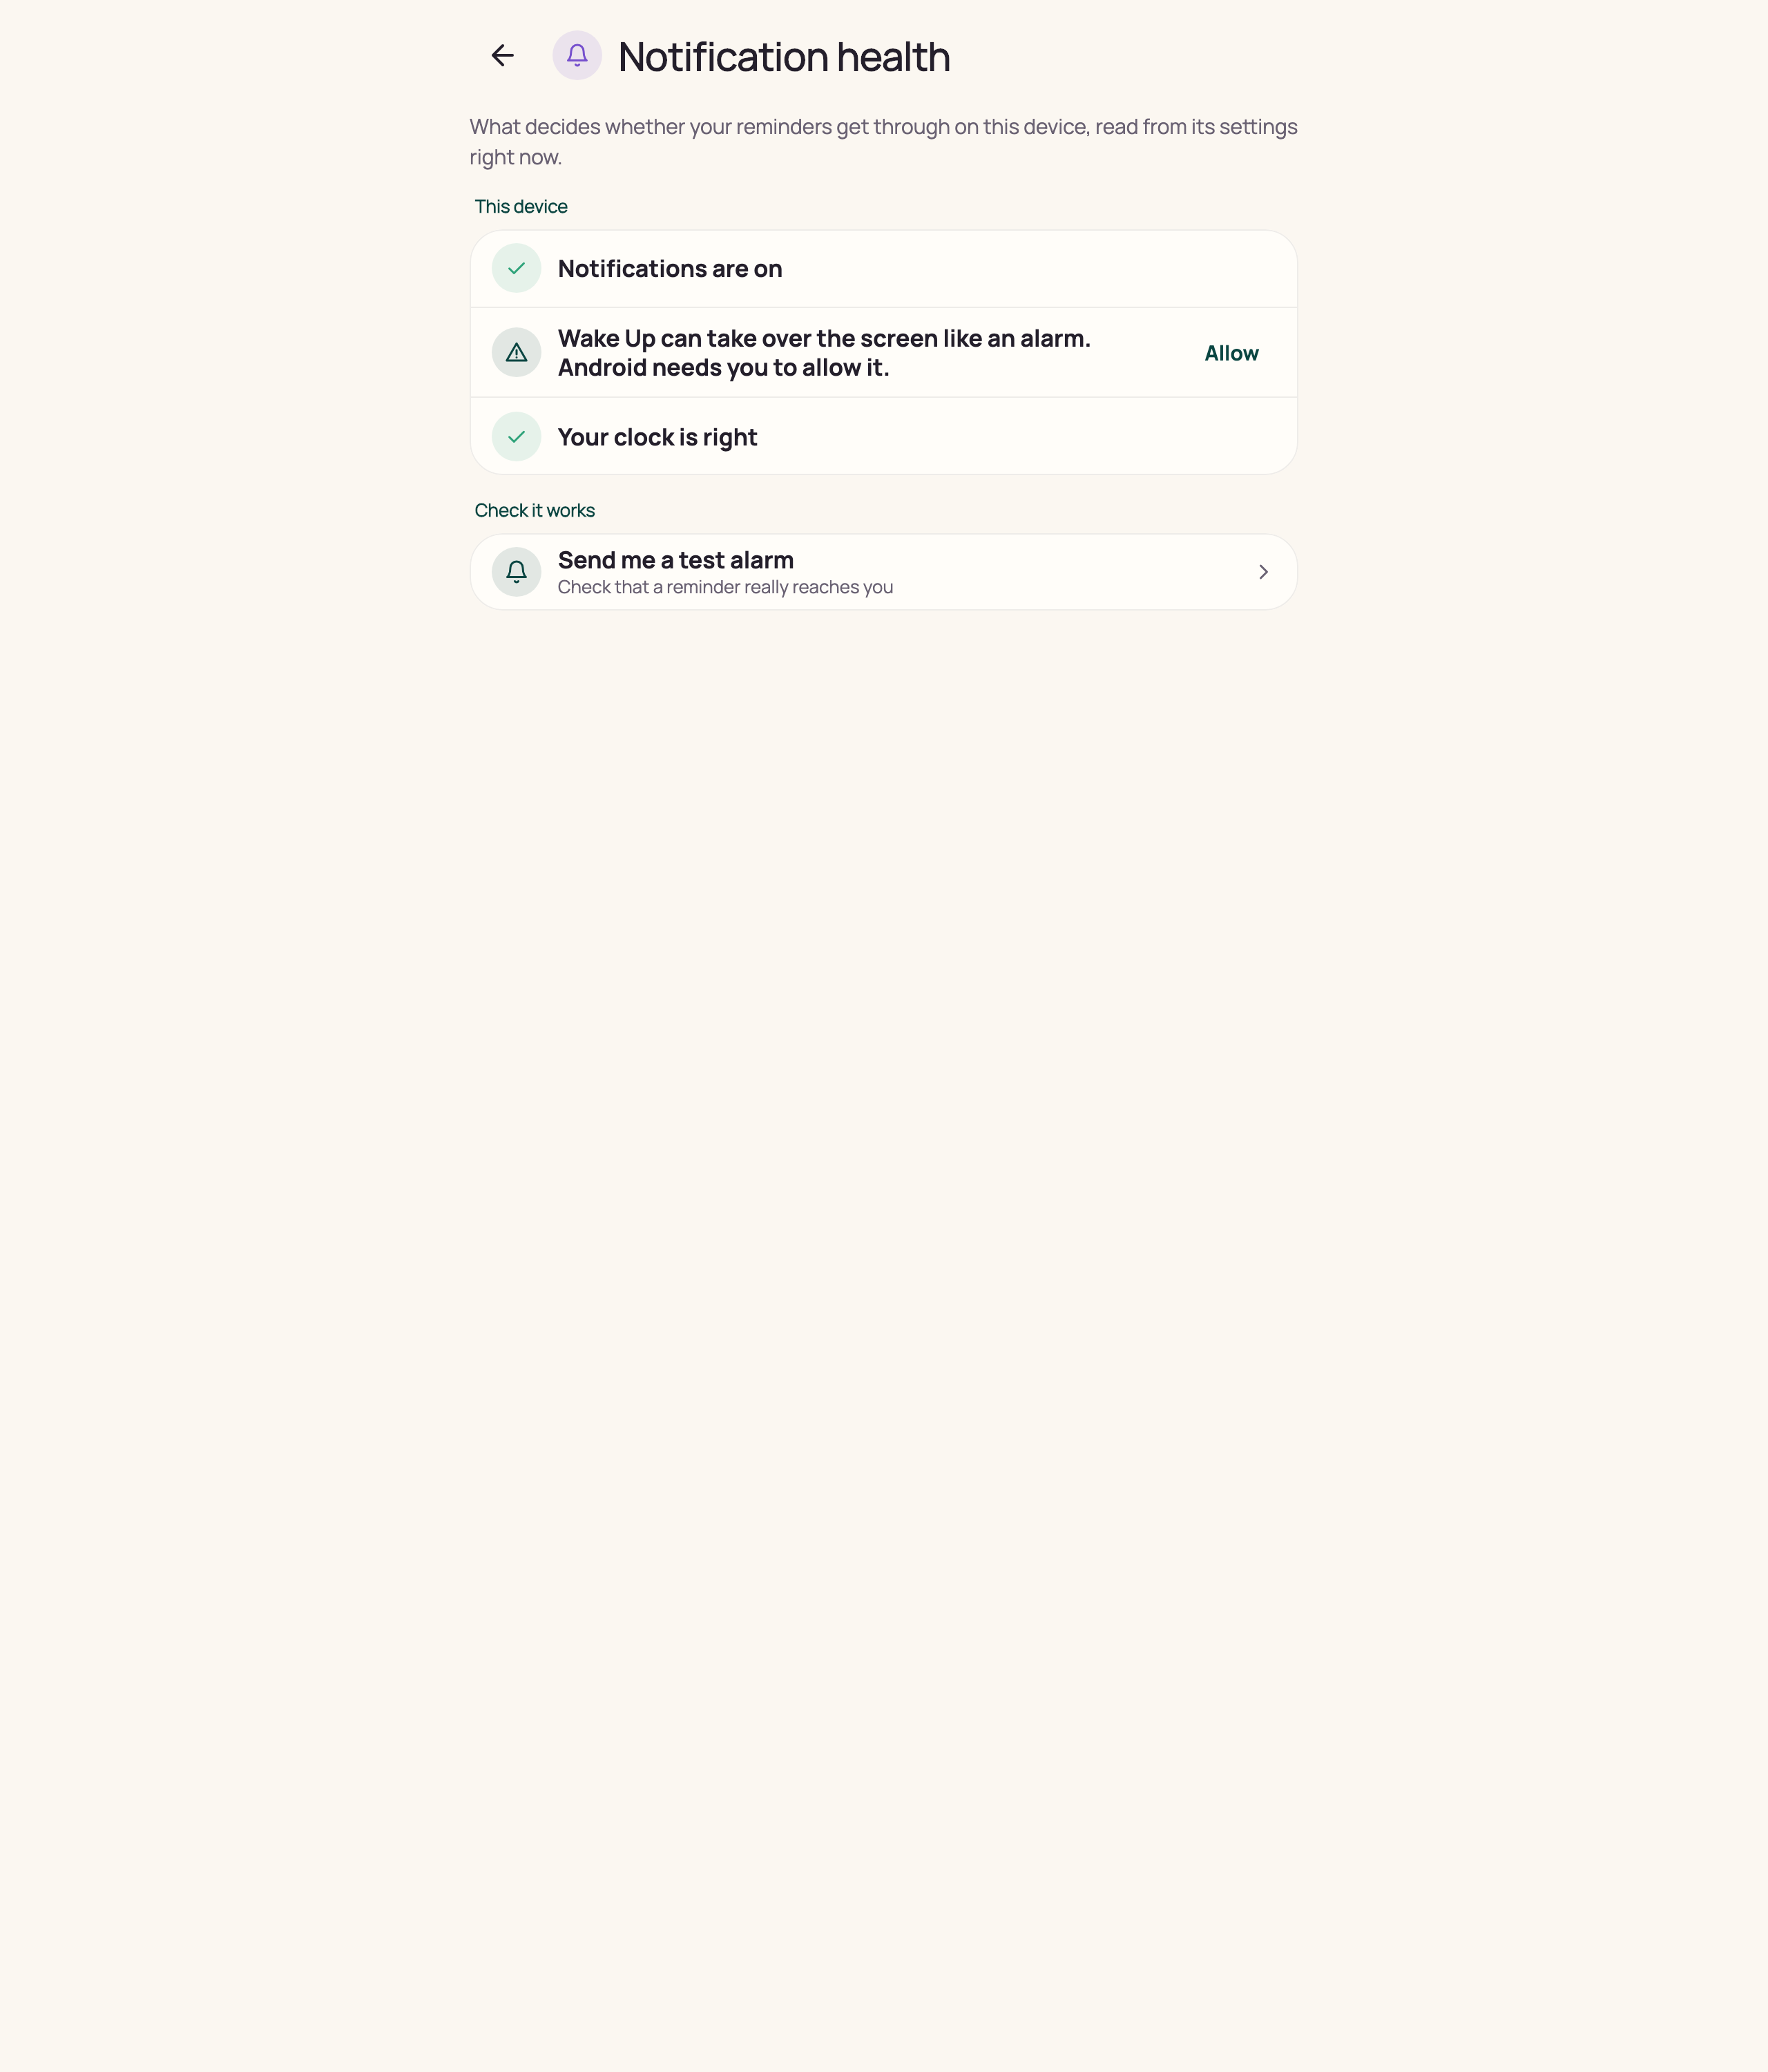 Notification health
What decides whether your reminders get through on this device, read from its settings
right now.
This device
Notifications are on
Wake Up can take over the screen like an alarm.
Android needs you to allow it.
Allow
Your clock is right
Check it works
Send me a test alarm
Check that a reminder really reaches you